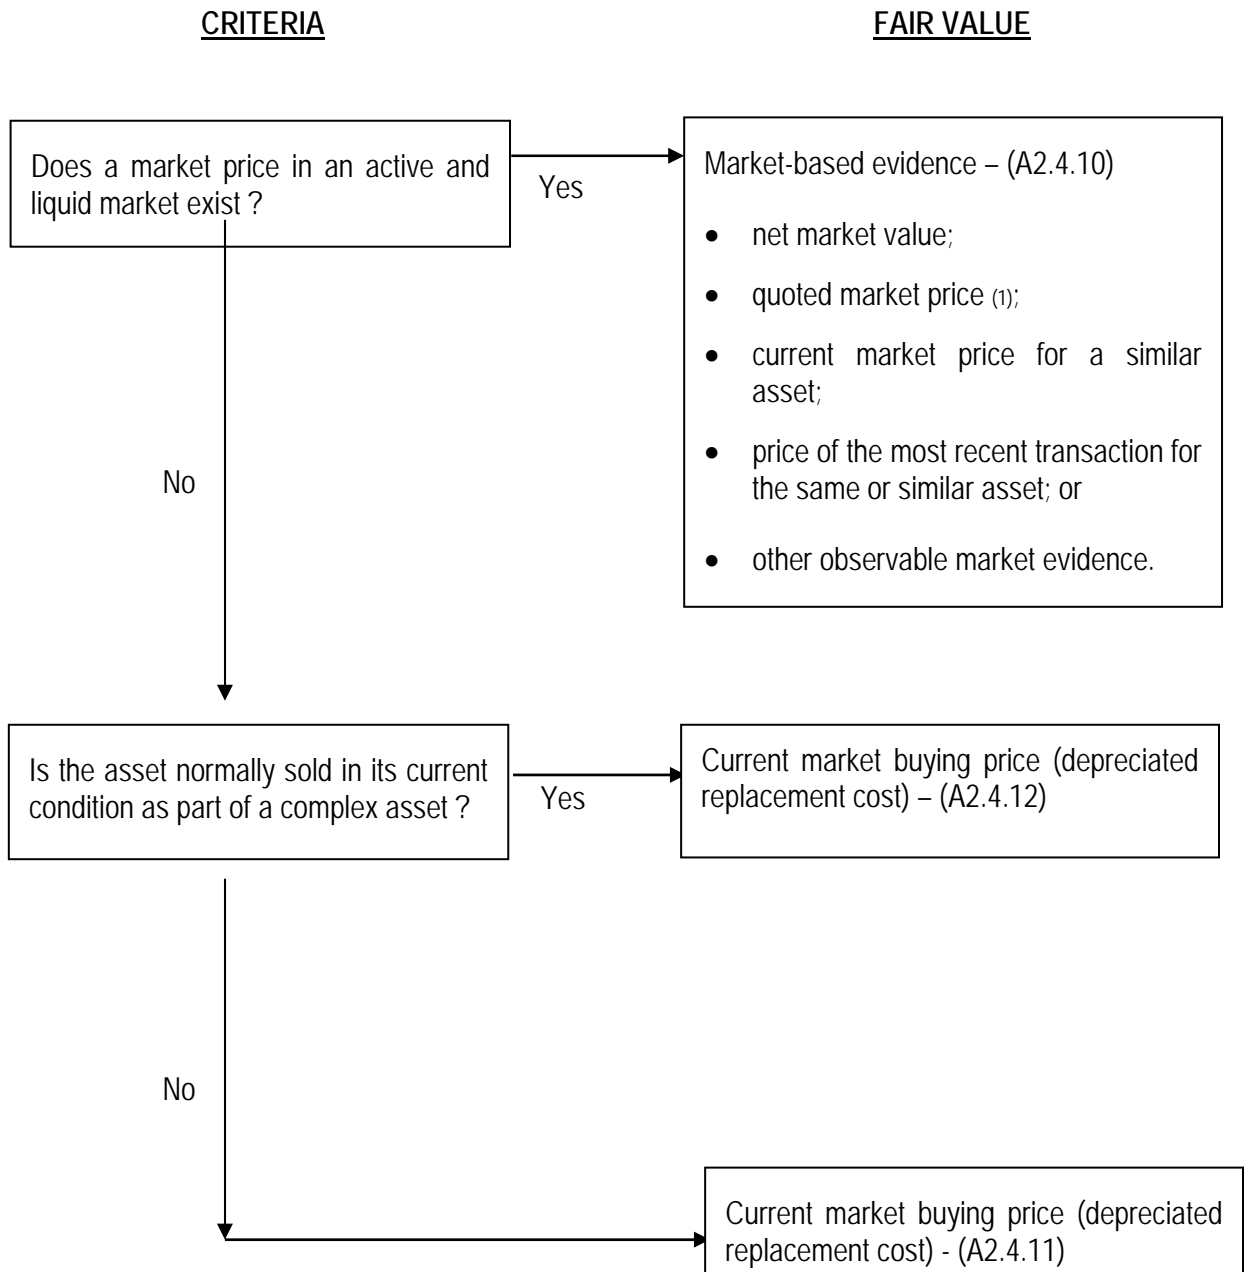 CRITERIA
FAIR VALUE
Does a market price in an active and
liquid market exist ?
Yes
Market-based evidence – (A2.4.10)
• net market value;
• quoted market price (1);
• current market price for a similar
asset;
• price of the most recent transaction for
the same or similar asset; or
• other observable market evidence.
No
Is the asset normally sold in its current
condition as part of a complex asset ?
Yes
Current market buying price (depreciated
replacement cost) – (A2.4.12)
No
Current market buying price (depreciated
replacement cost) - (A2.4.11)